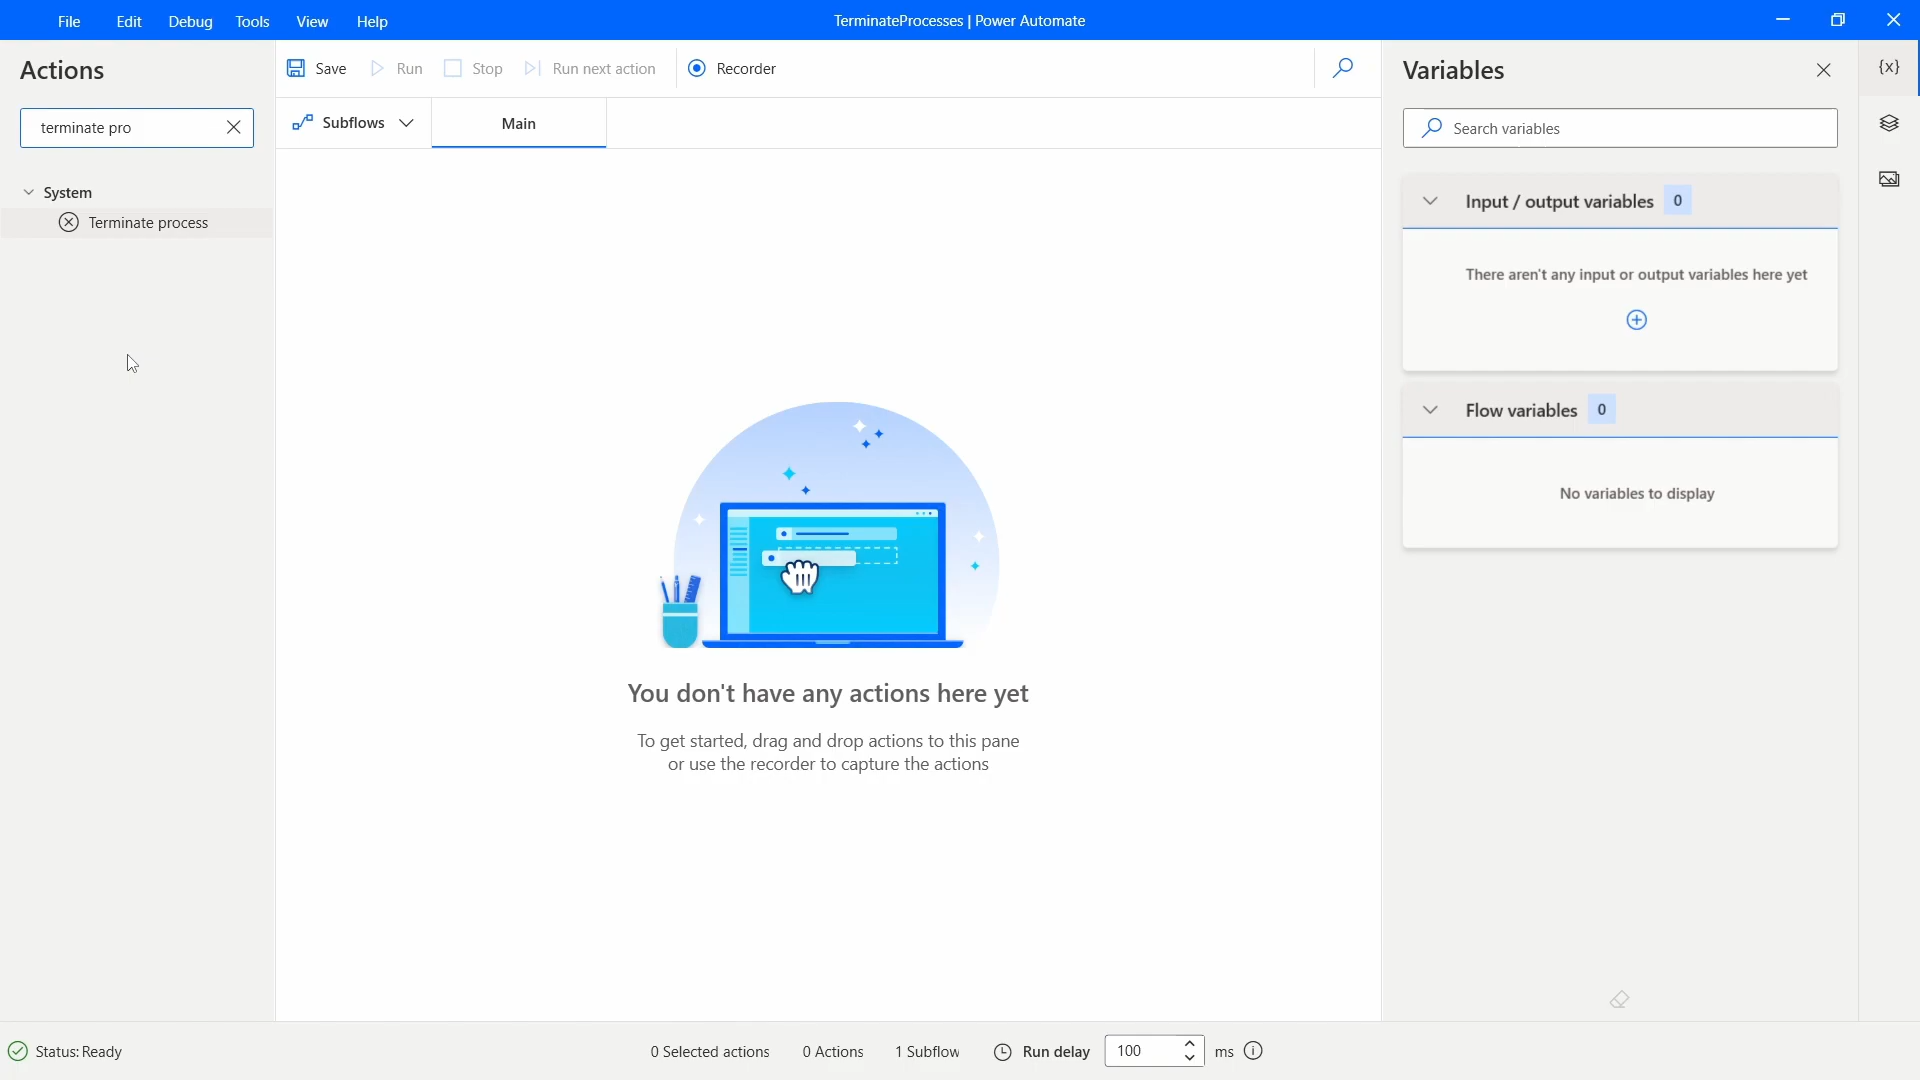 File Edit Debug Tools View Help
TerminateProcesses | Power Automate
Actions
terminate pro
System
Terminate process
Save Run Stop Run next action Recorder
Subflows Main
You don't have any actions here yet
To get started, drag and drop actions to this pane
or use the recorder to capture the actions
Variables
Search variables
Input / output variables 0
There aren't any input or output variables here yet
Flow variables 0
No variables to display
{x}
Status: Ready
0 Selected actions 0 Actions 1 Subflow Run delay 100 ms